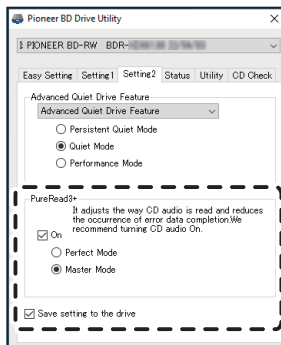 Pioneer BD Drive Utility
PIONEER BD-RW BDR-
Easy Setting Setting1 Setting2 Status Utility CD Check
Advanced Quiet Drive Feature
Advanced Quiet Drive Feature
Persistent Quiet Mode
Quiet Mode
Performance Mode
PureRead3+
It adjusts the way CD audio is read and reduces
the occurrence of error data completion.We
recommend turning CD audio On.
On
Perfect Mode
Master Mode
Save setting to the drive